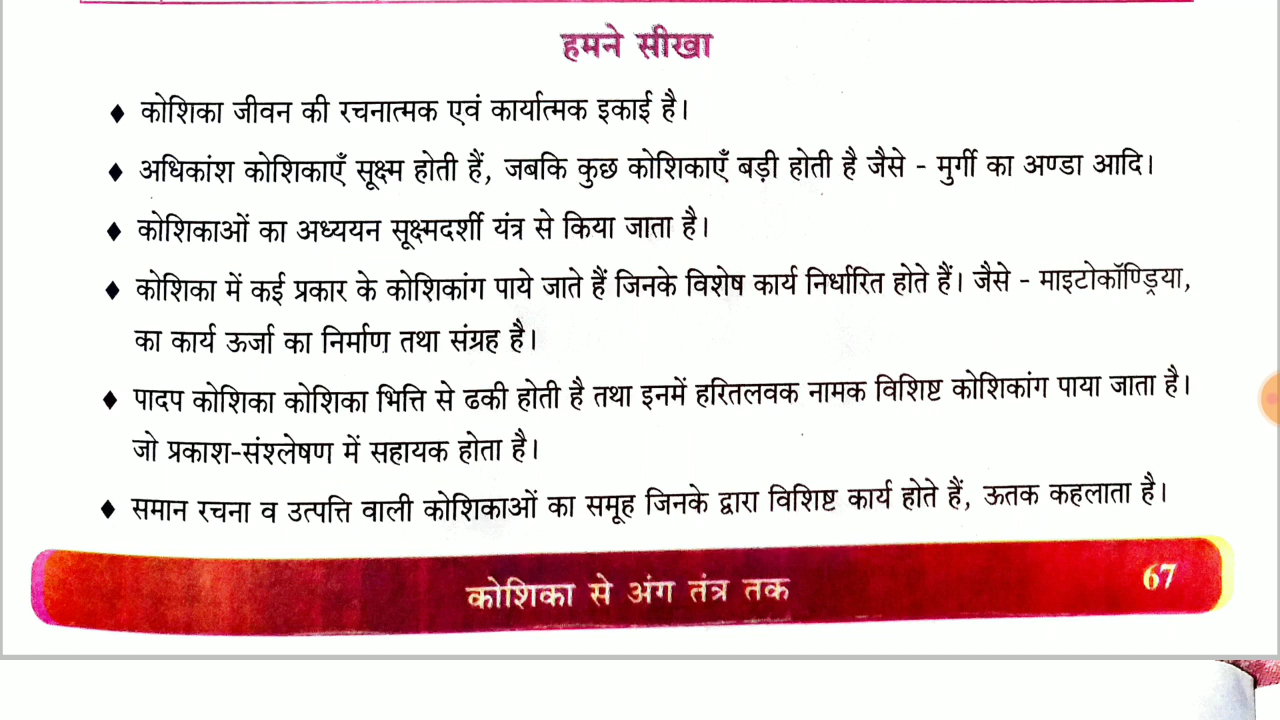 हमने सीखा
♦ कोशिका जीवन की रचनात्मक एवं कार्यात्मक इकाई है।
♦ अधिकांश कोशिकाएँ सूक्ष्म होती हैं, जबकि कुछ कोशिकाएँ बड़ी होती है जैसे - मुर्गी का अण्डा आदि।
♦ कोशिकाओं का अध्ययन सूक्ष्मदर्शी यंत्र से किया जाता है।
♦ कोशिका में कई प्रकार के कोशिकांग पाये जाते हैं जिनके विशेष कार्य निर्धारित होते हैं। जैसे - माइटोकॉण्ड्रिया,
का कार्य ऊर्जा का निर्माण तथा संग्रह है।
♦ पादप कोशिका कोशिका भित्ति से ढकी होती है तथा इनमें हरितलवक नामक विशिष्ट कोशिकांग पाया जाता है।
जो प्रकाश-संश्लेषण में सहायक होता है।
♦ समान रचना व उत्पत्ति वाली कोशिकाओं का समूह जिनके द्वारा विशिष्ट कार्य होते हैं, ऊतक कहलाता है।
कोशिका से अंग तंत्र तक
67